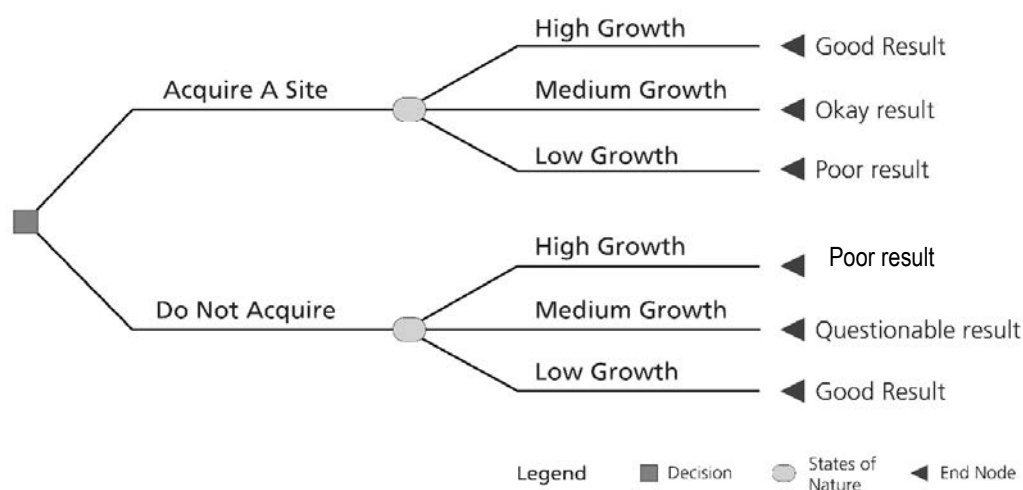 High Growth
Good Result
Acquire A Site
Medium Growth
Okay result
Low Growth
Poor result
High Growth
Poor result
Do Not Acquire
Medium Growth
Questionable result
Low Growth
Good Result
Legend
Decision
States of
Nature
End Node